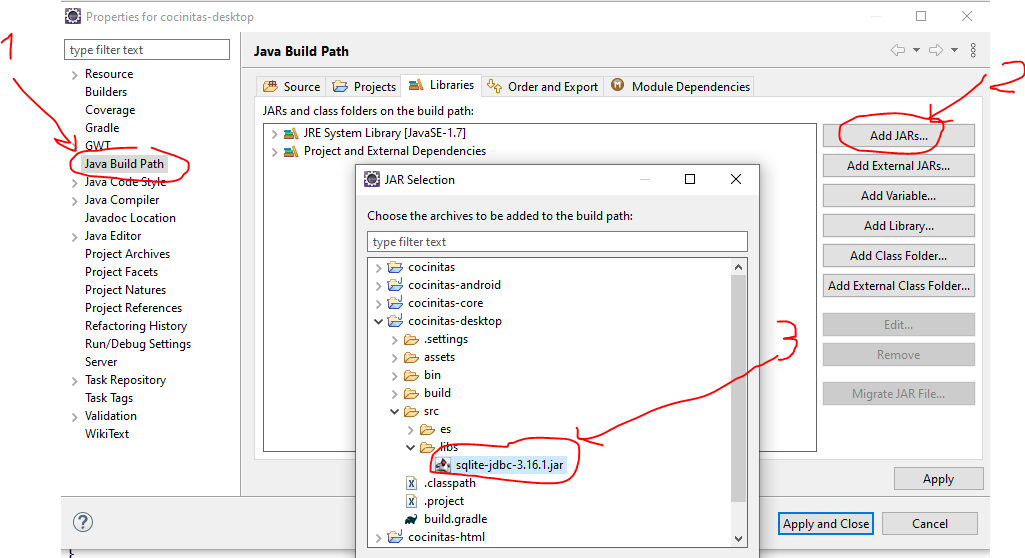 Properties for cocinitas-desktop
1
type filter text
Resource
Builders
Coverage
Gradle
GWT
Java Build Path
Java Code Style
Java Compiler
Javadoc Location
Java Editor
Project Archives
Project Facets
Project Natures
Project References
Refactoring History
Run/Debug Settings
Server
Task Repository
Task Tags
Validation
WikiText
Java Build Path
2
Source Projects Libraries Order and Export Module Dependencies
JARs and class folders on the build path:
JRE System Library [JavaSE-1.7]
Project and External Dependencies
Add JARs...
Add External JARs...
Add Variable...
Add Library...
Add Class Folder...
Add External Class Folder...
Edit...
Remove
Migrate JAR File...
JAR Selection
Choose the archives to be added to the build path:
type filter text
cocinitas
cocinitas-android
cocinitas-core
cocinitas-desktop
.settings
assets
bin
build
src
es
libs
sqlite-jdbc-3.16.1.jar
3
.classpath
.project
build.gradle
cocinitas-html
Apply
?
Apply and Close Cancel
}